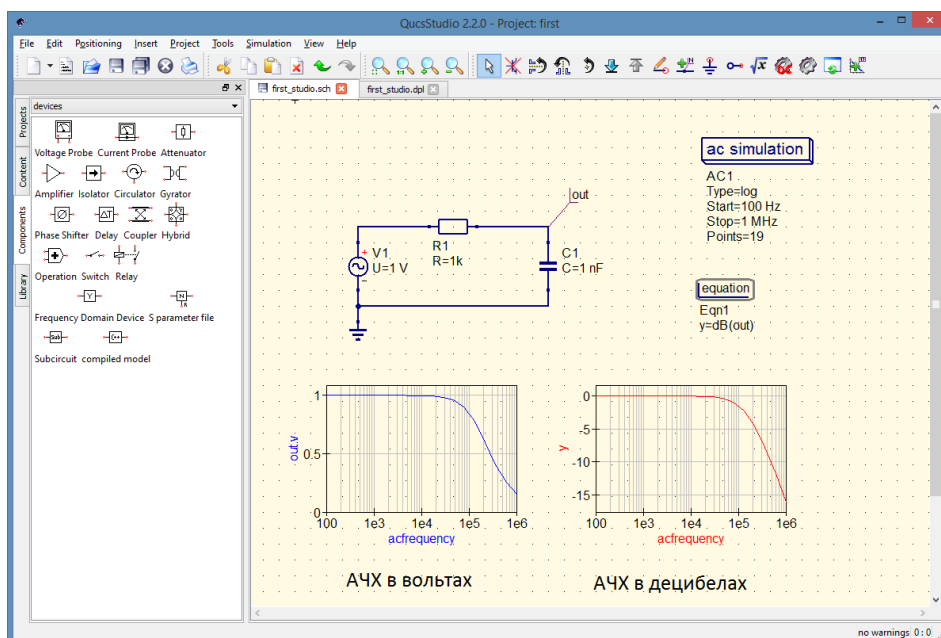 QucsStudio 2.2.0 - Project: first
File Edit Positioning Insert Project Tools Simulation View Help
first_studio.sch
first_studio.dpl
Projects
Content
Components
Library
devices
Voltage Probe Current Probe Attenuator
Amplifier Isolator Circulator Gyrator
Phase Shifter Delay Coupler Hybrid
Operation Switch Relay
Y
N
Frequency Domain Device S parameter file
Sub
C++
Subcircuit compiled model
out
V1
U=1 V
R1
R=1k
C1
C=1 nF
ac simulation
AC1
Type=log
Start=100 Hz
Stop=1 MHz
Points=19
equation
Eqn1
y=dB(out)
1
0.5
0
out.v
100 1e3 1e4 1e5 1e6
acfrequency
АЧХ в вольтах
0
-5
-10
-15
y
100 1e3 1e4 1e5 1e6
acfrequency
АЧХ в децибелах
no warnings 0 : 0